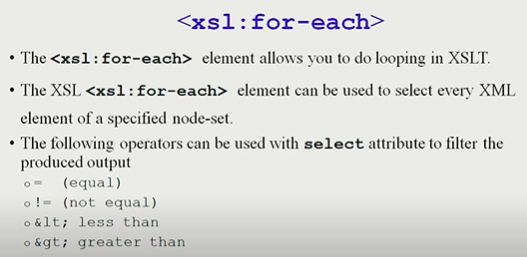 <xsl:for-each>
• The <xsl:for-each> element allows you to do looping in XSLT.
• The XSL <xsl:for-each> element can be used to select every XML
element of a specified node-set.
• The following operators can be used with select attribute to filter the
produced output
o = (equal)
o != (not equal)
o &lt; less than
o &gt; greater than